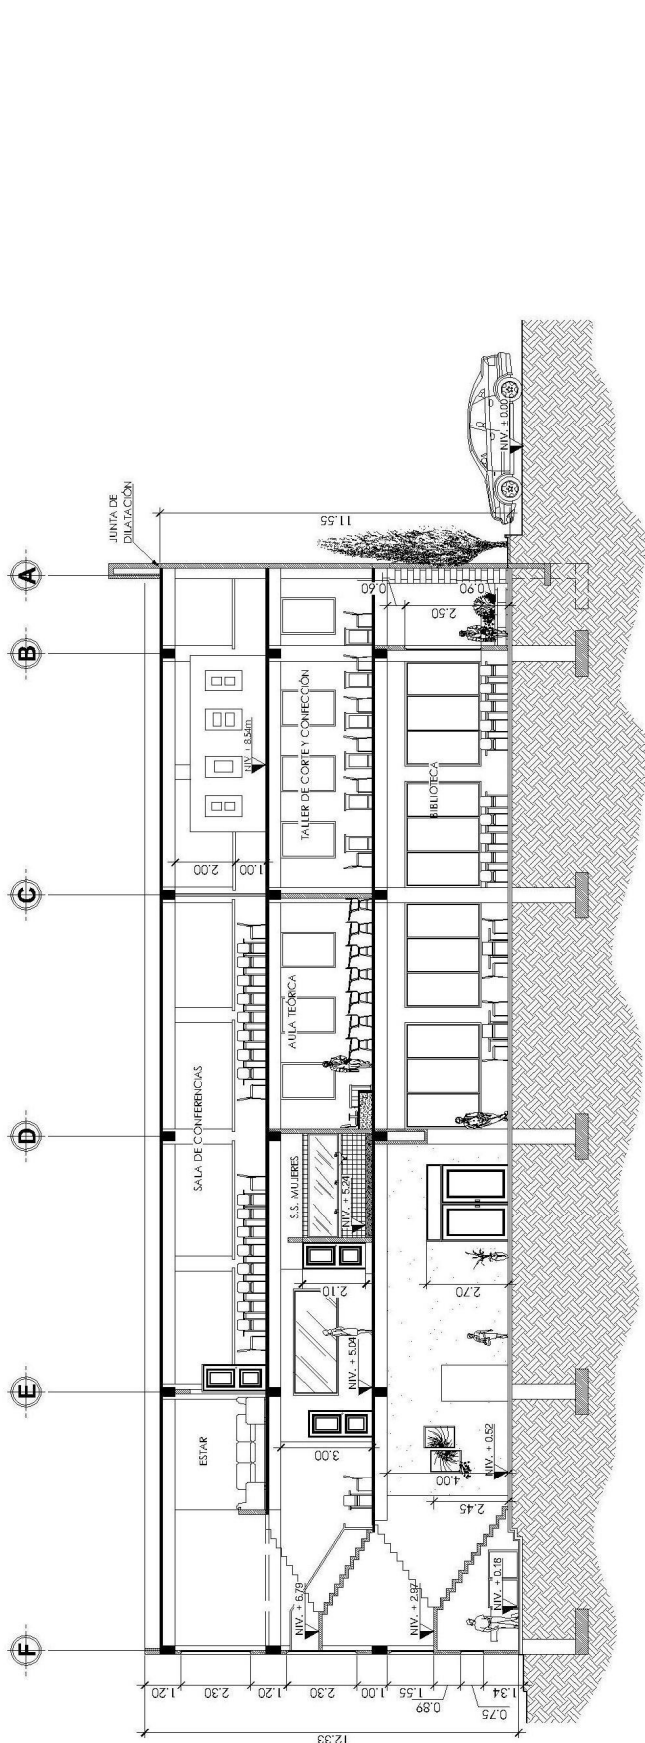 F
E
D
C
B
A
JUNTA DE
DILATACIÓN
11.55
ESTAR
SALA DE CONFERENCIAS
2.00
1.00
NIV. + 8.54m
S.S. MUJERES
AULA TEÓRICA
TALLER DE CORTE Y CONFECCIÓN
NIV. + 6.79
3.00
NIV. + 5.04
2.10
NIV. + 5.24
BIBLIOTECA
0.60
2.50
0.90
NIV. + 2.97
2.45
4.00
NIV. + 0.52
2.70
NIV. + 0.16
NIV. ± 0.00
1.20
2.30
1.20
2.30
1.00
1.55
0.89
0.75
1.34
12.33